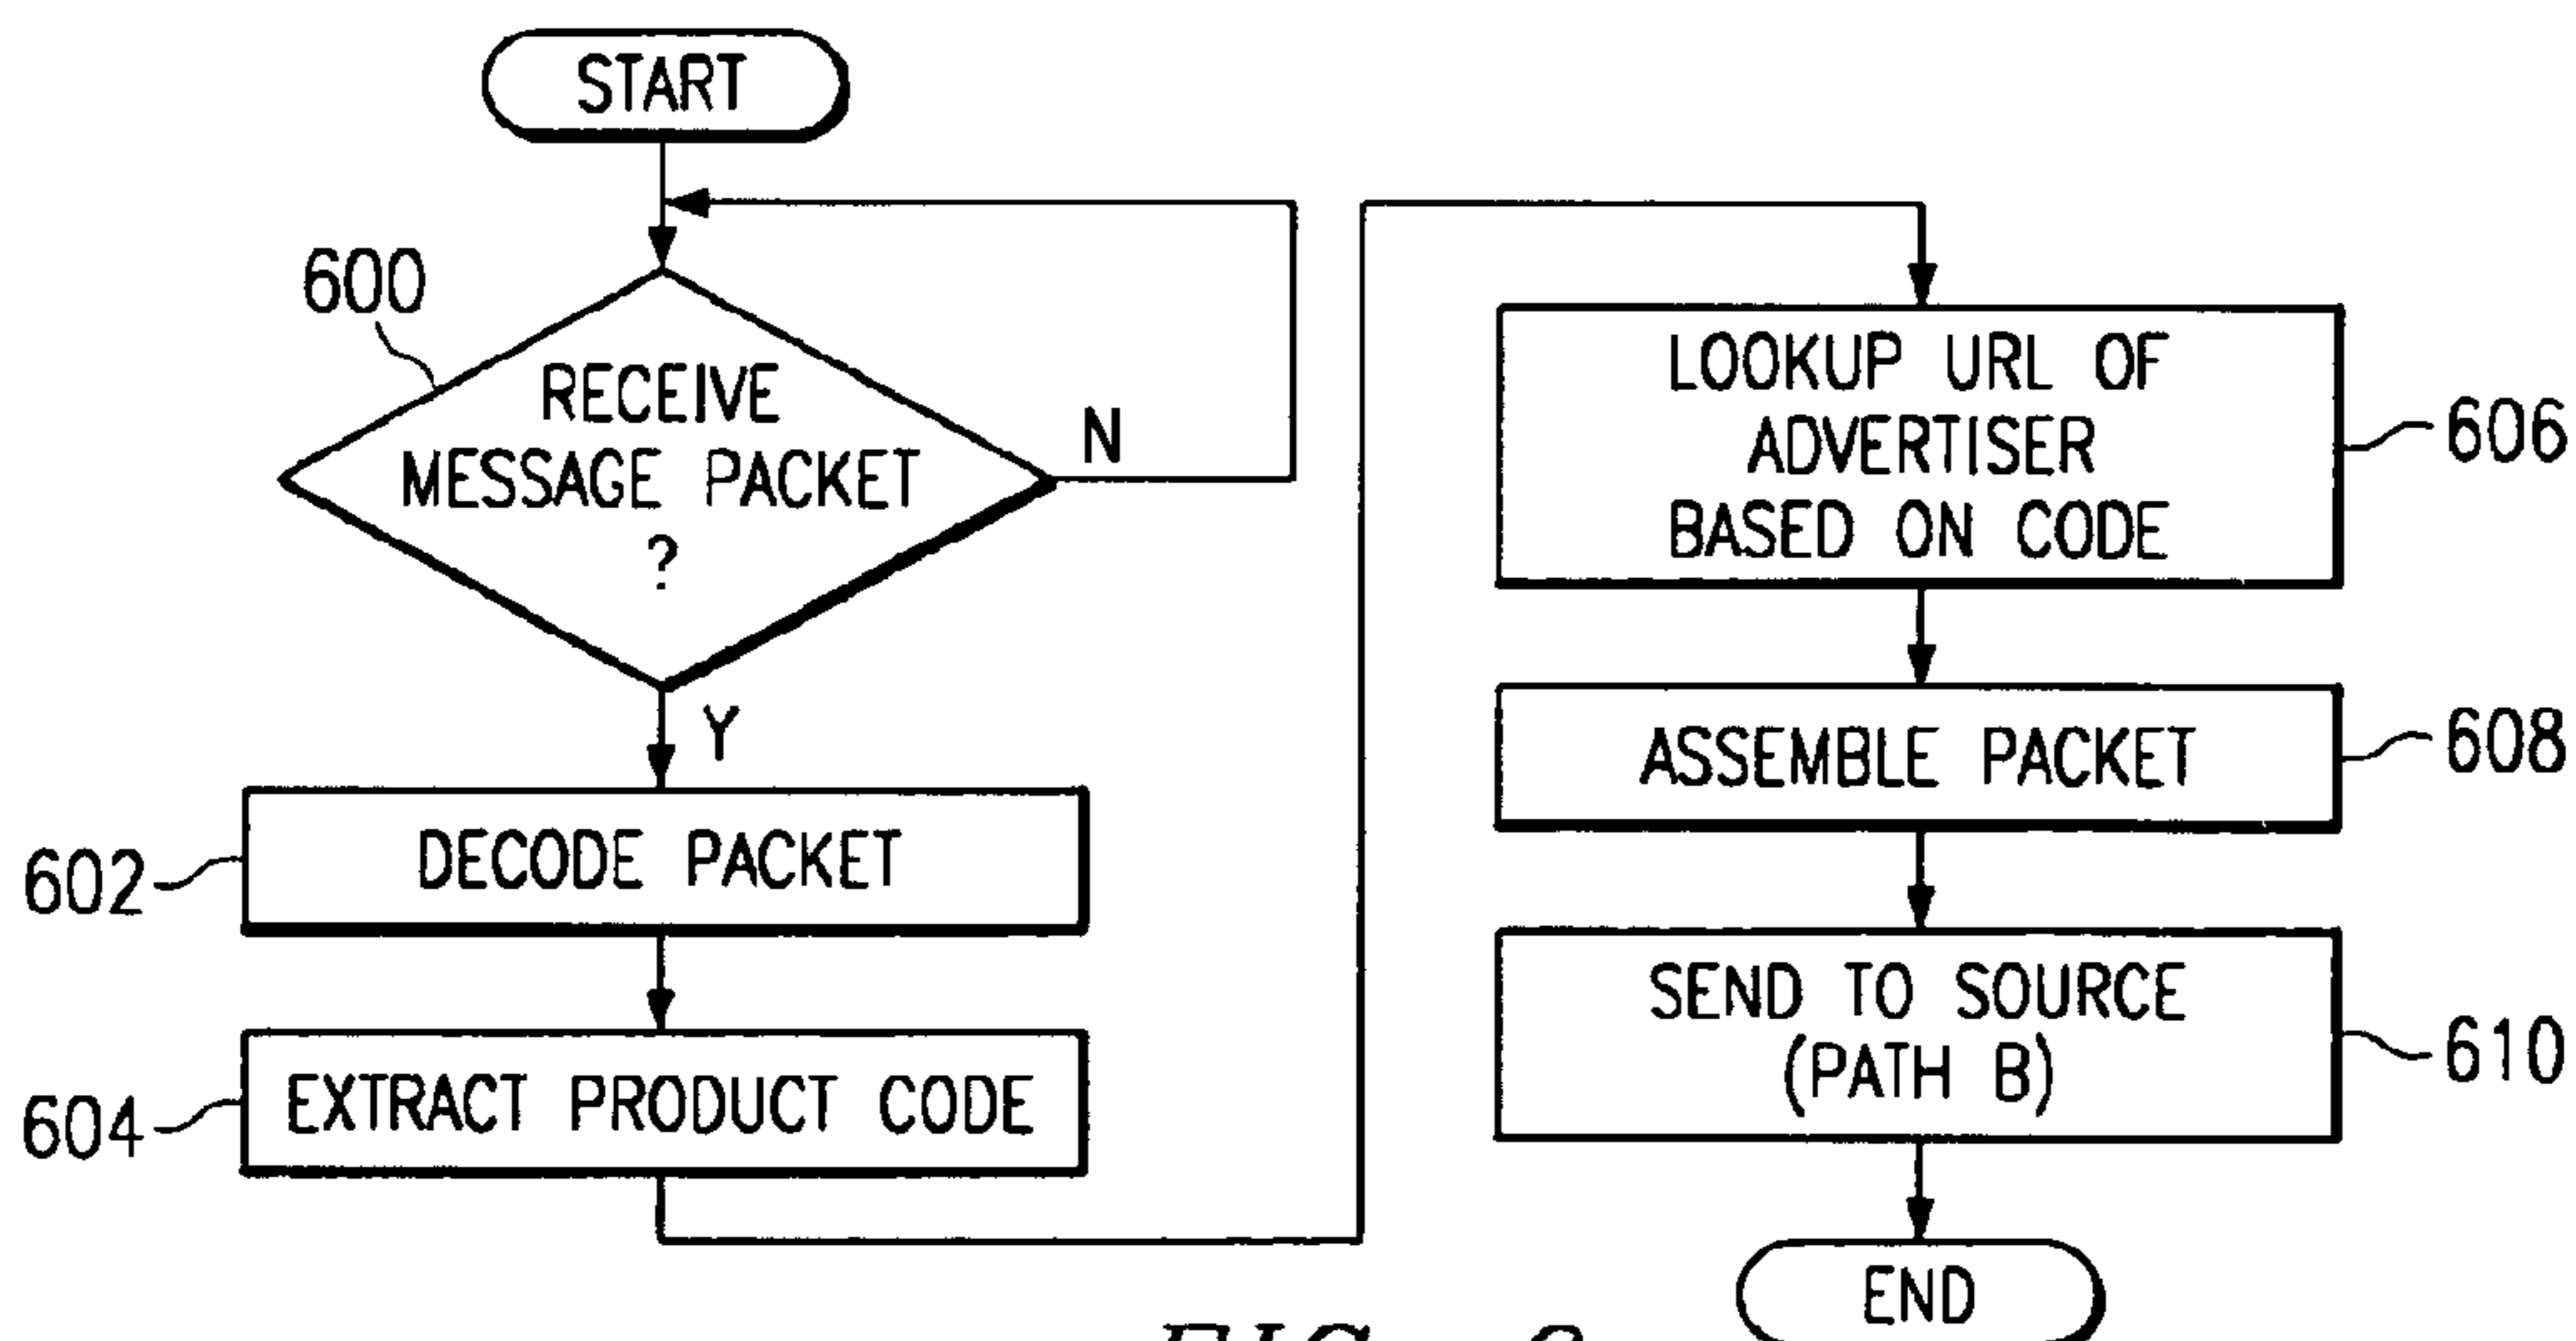 START
600
RECEIVE
MESSAGE PACKET
?
N
Y
602
DECODE PACKET
604
EXTRACT PRODUCT CODE
LOOKUP URL OF
ADVERTISER
BASED ON CODE
606
ASSEMBLE PACKET
608
SEND TO SOURCE
(PATH B)
610
END